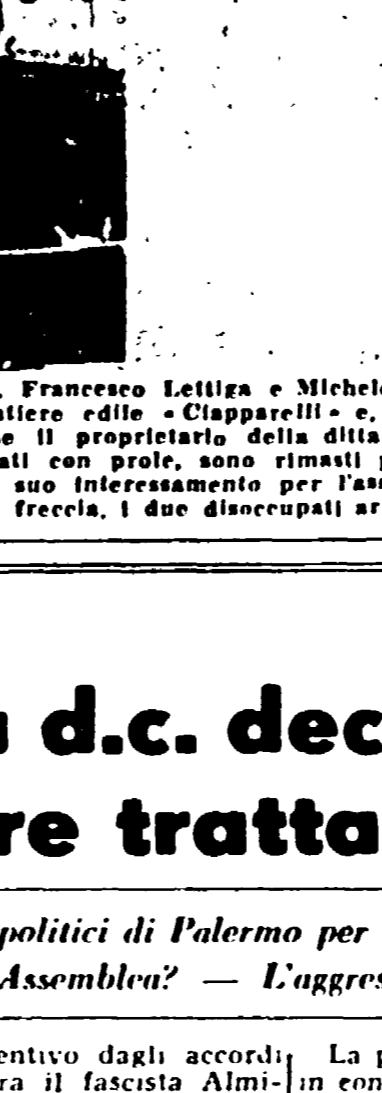 . Francesco Lettiga e Michele
ntiere edile «Ciapparelli» e,
e il proprietario della ditta
ati con prole, sono rimasti p
suo interessamento per l'ass
freccia, i due disoccupati ar
a d.c. dec
re tratta
politici di Palermo per
Assemblea? — L'aggres
entivo dagli accordi
ra il fascista Almi-
La p
in con